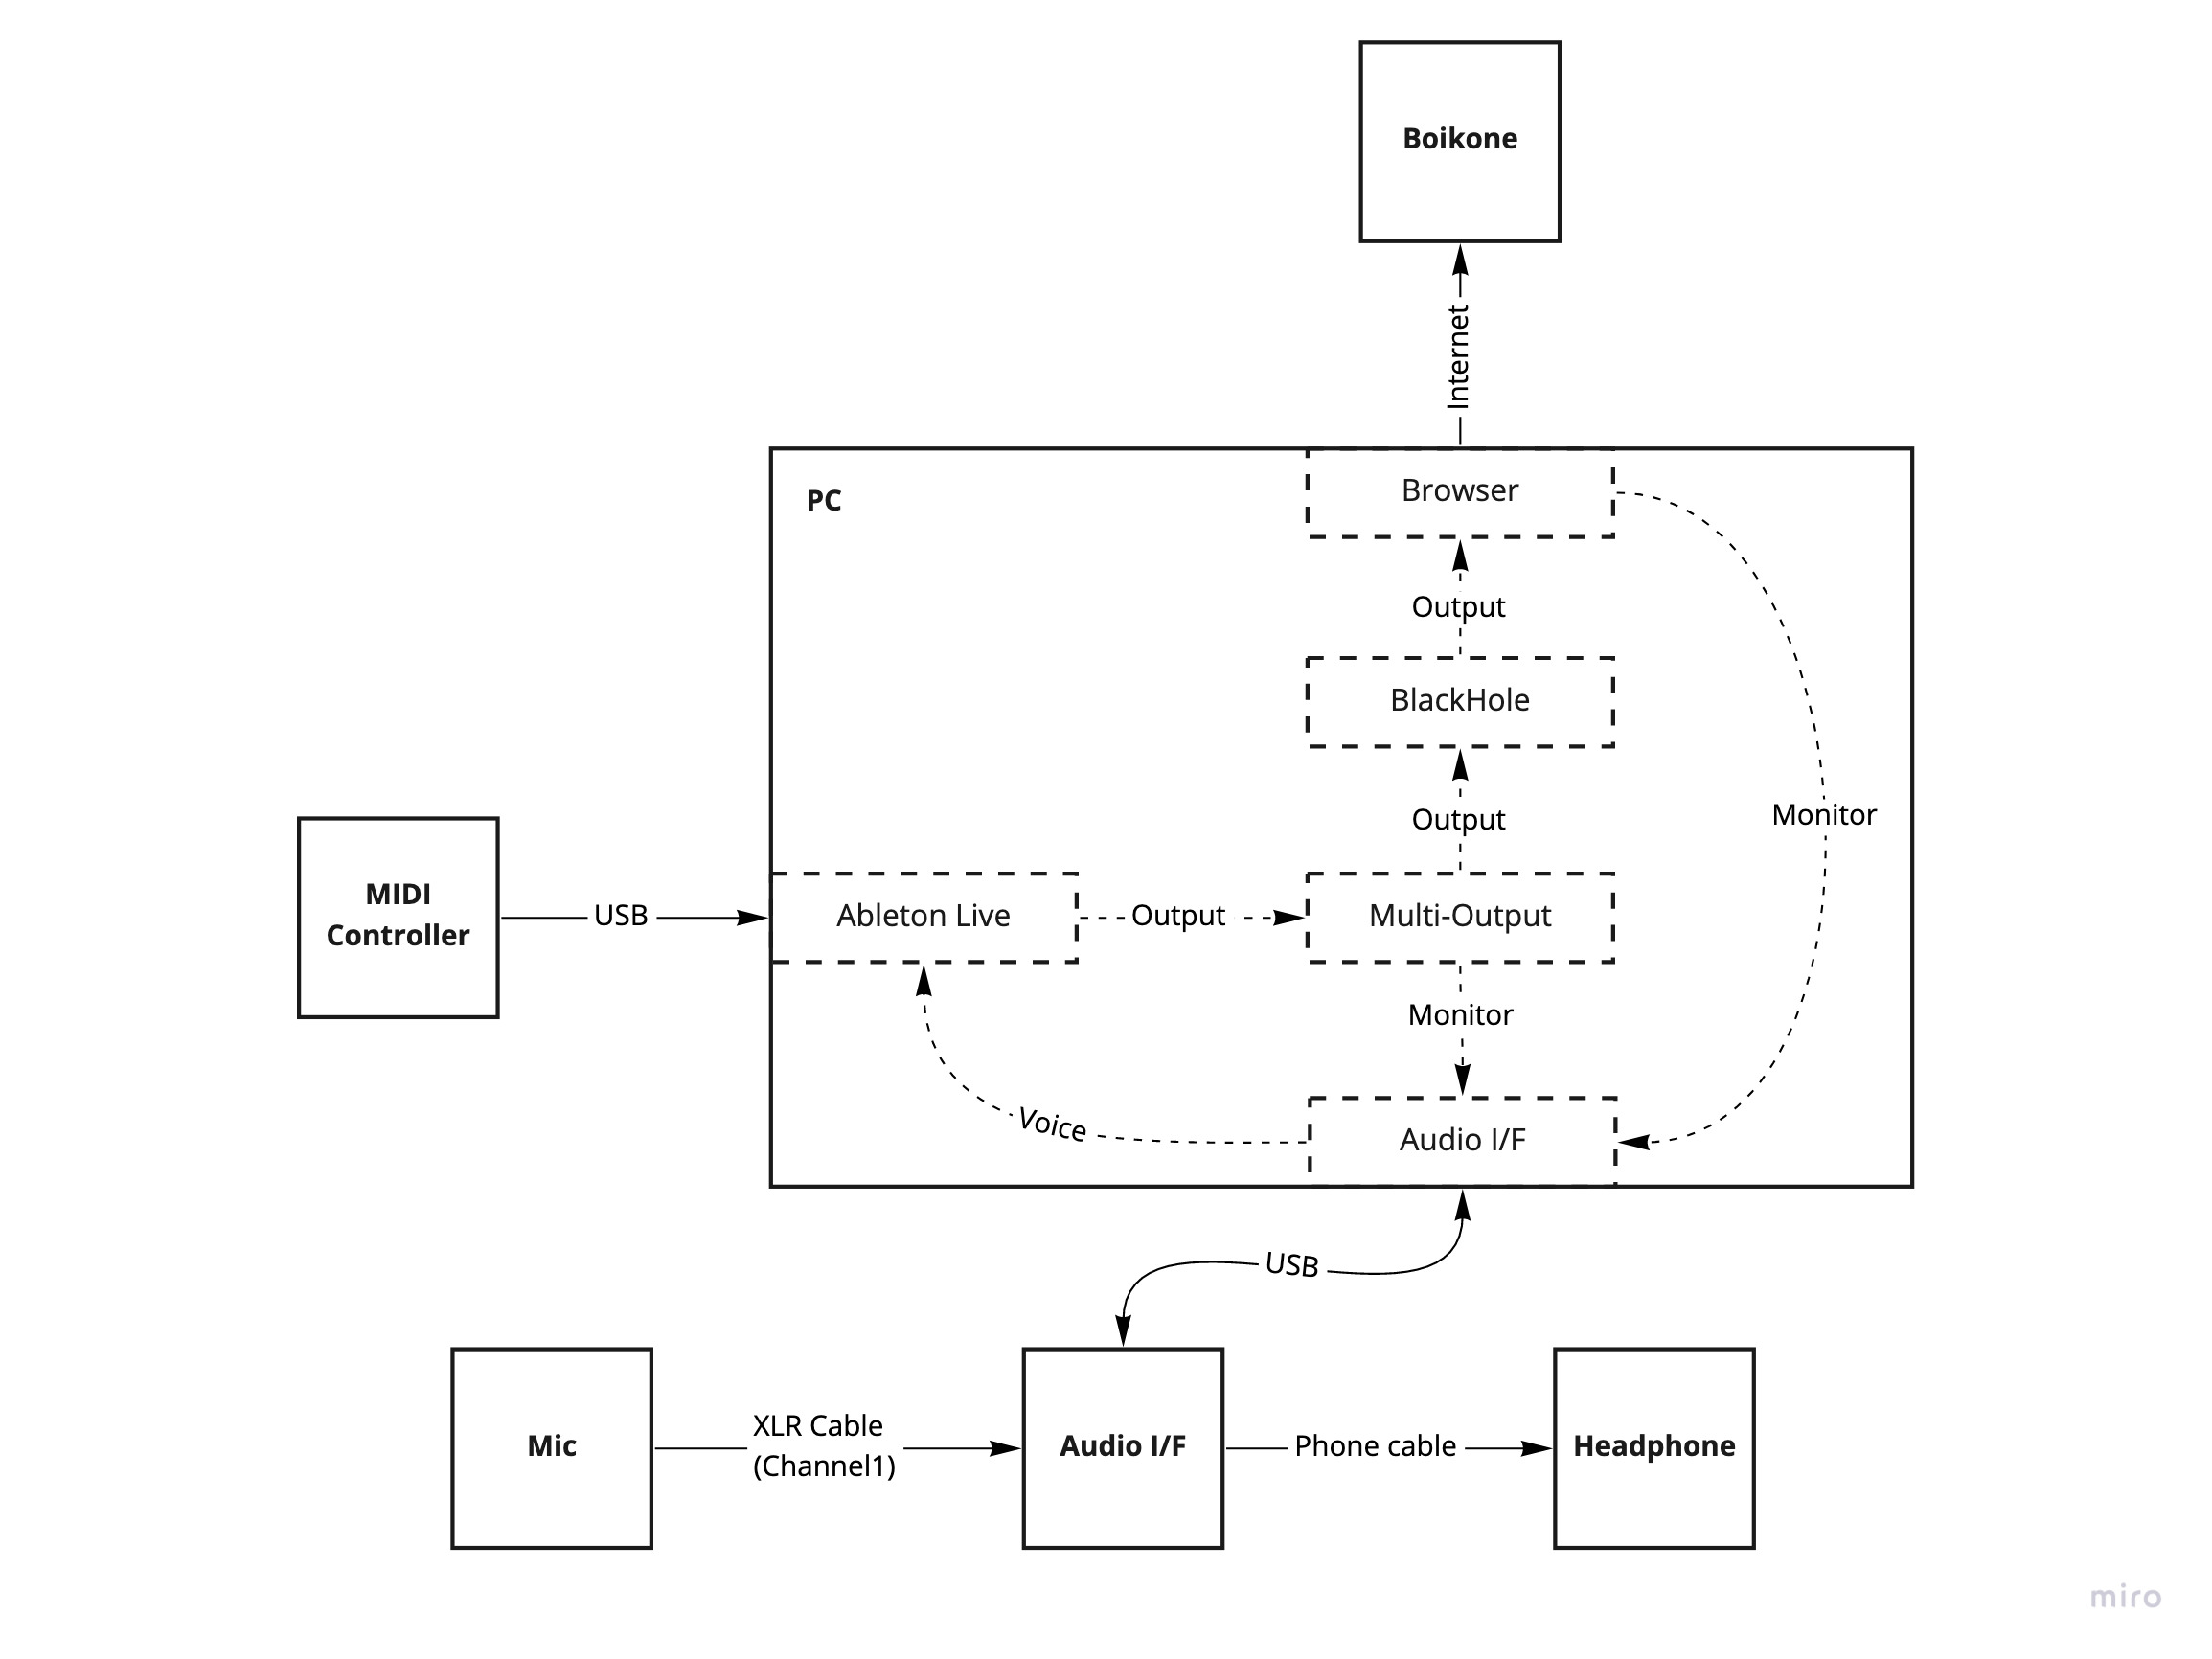 Boikone
Internet
PC
Browser
Output
BlackHole
Output
Monitor
MIDI
Controller
USB
Ableton Live
Output
Multi-Output
Monitor
Voice
Audio I/F
USB
Mic
XLR Cable
(Channel1)
Audio I/F
Phone cable
Headphone
miro